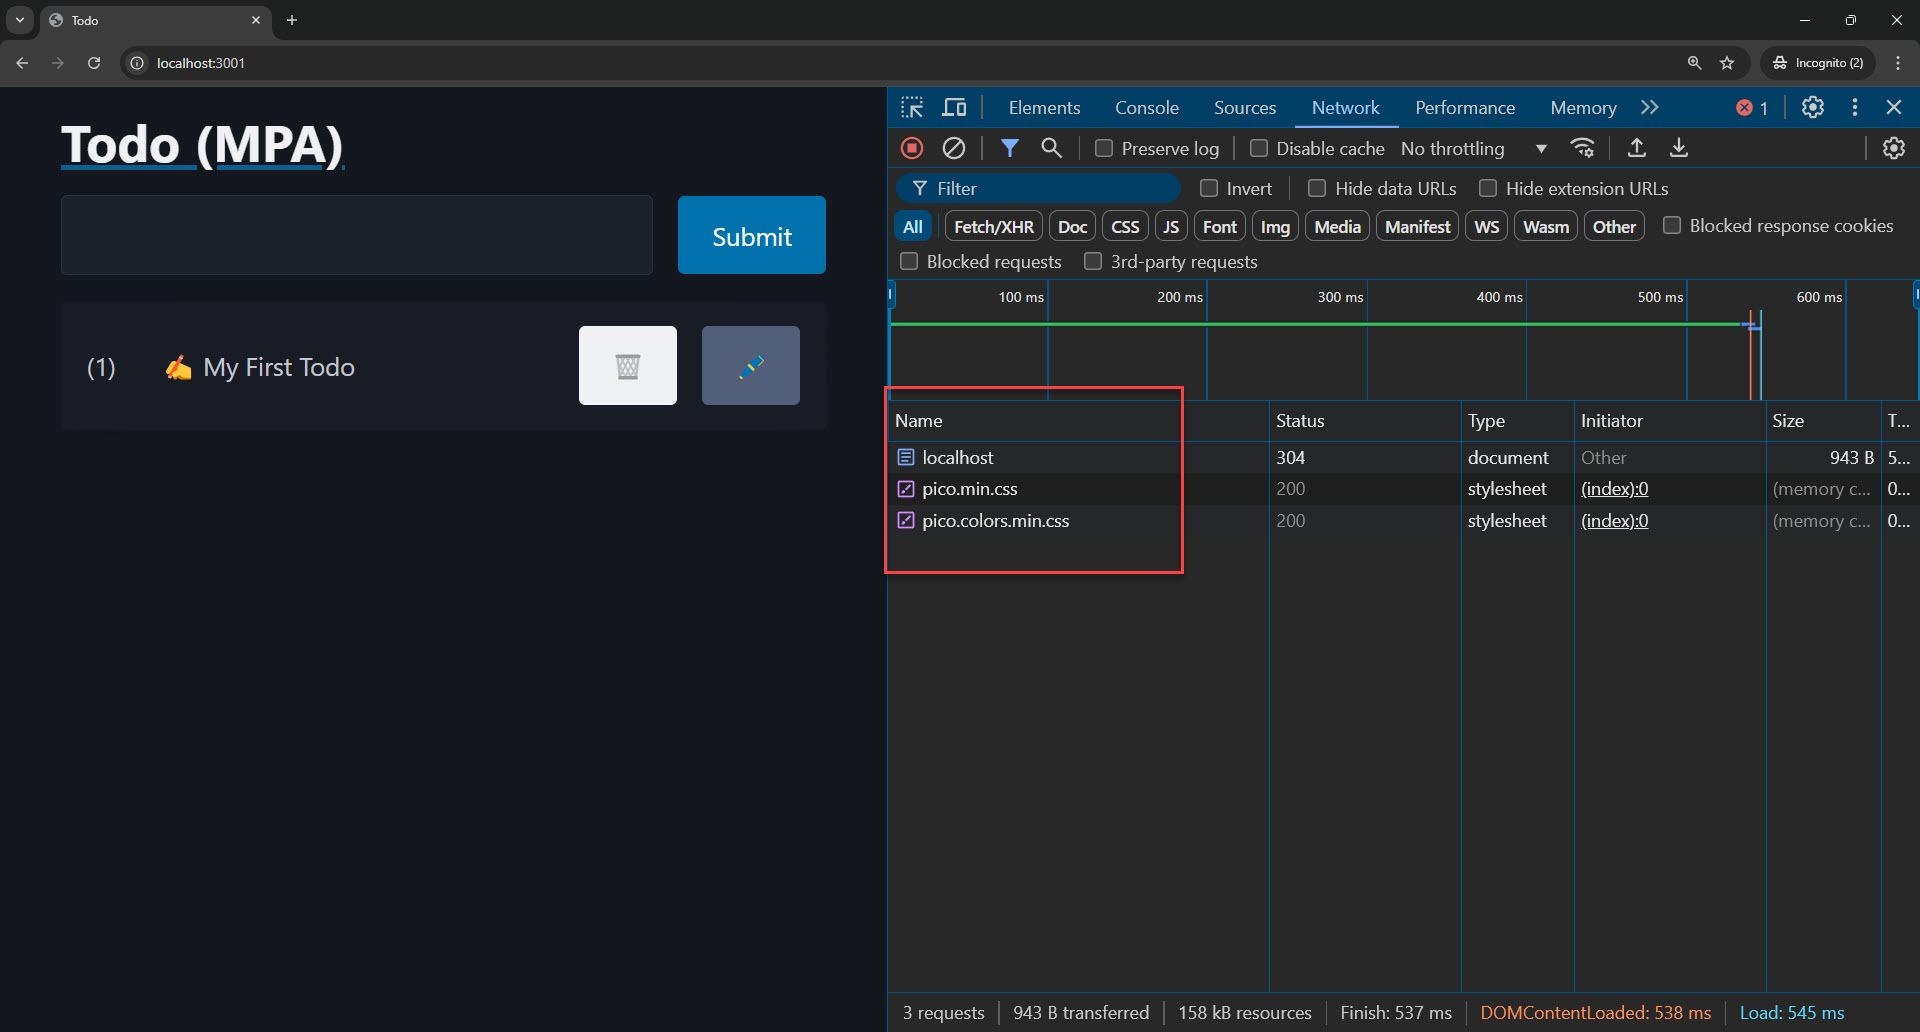 Todo
localhost:3001
Incognito (2)
Todo (MPA)
Submit
(1) ✍️ My First Todo
Elements Console Sources Network Performance Memory 1
Preserve log Disable cache No throttling
Filter Invert Hide data URLs Hide extension URLs
All Fetch/XHR Doc CSS JS Font Img Media Manifest WS Wasm Other Blocked response cookies
Blocked requests 3rd-party requests
100 ms 200 ms 300 ms 400 ms 500 ms 600 ms
Name Status Type Initiator Size T...
localhost 304 document Other 943 B 5...
pico.min.css 200 stylesheet (index):0 (memory c... 0...
pico.colors.min.css 200 stylesheet (index):0 (memory c... 0...
3 requests 943 B transferred 158 kB resources Finish: 537 ms DOMContentLoaded: 538 ms Load: 545 ms